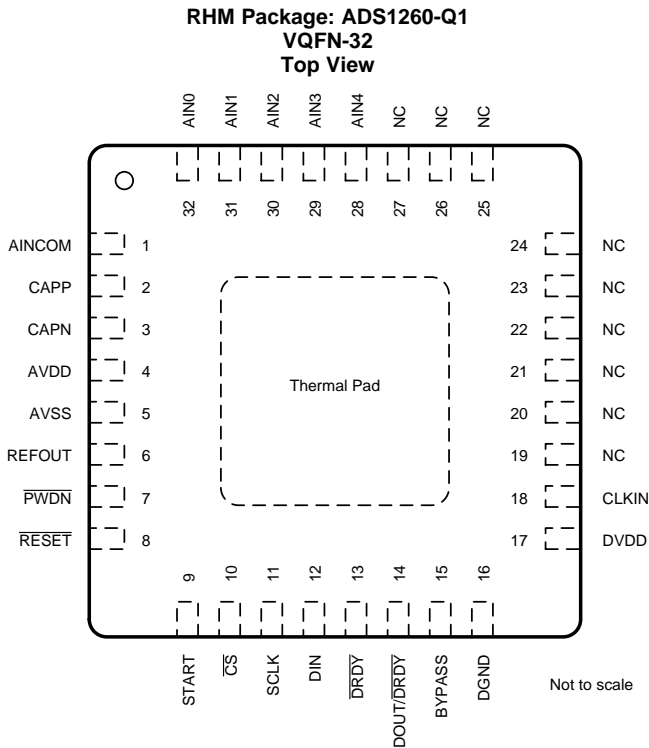 RHM Package: ADS1260-Q1
VQFN-32
Top View
AIN0 AIN1 AIN2 AIN3 AIN4 NC NC NC
32 31 30 29 28 27 26 25
AINCOM 1 24 NC
CAPP 2 23 NC
CAPN 3 22 NC
AVDD 4 21 NC
Thermal Pad
AVSS 5 20 NC
REFOUT 6 19 NC
PWDN 7 18 CLKIN
RESET 8 17 DVDD
9 10 11 12 13 14 15 16
START CS SCLK DIN DRDY DOUT/DRDY BYPASS DGND
Not to scale